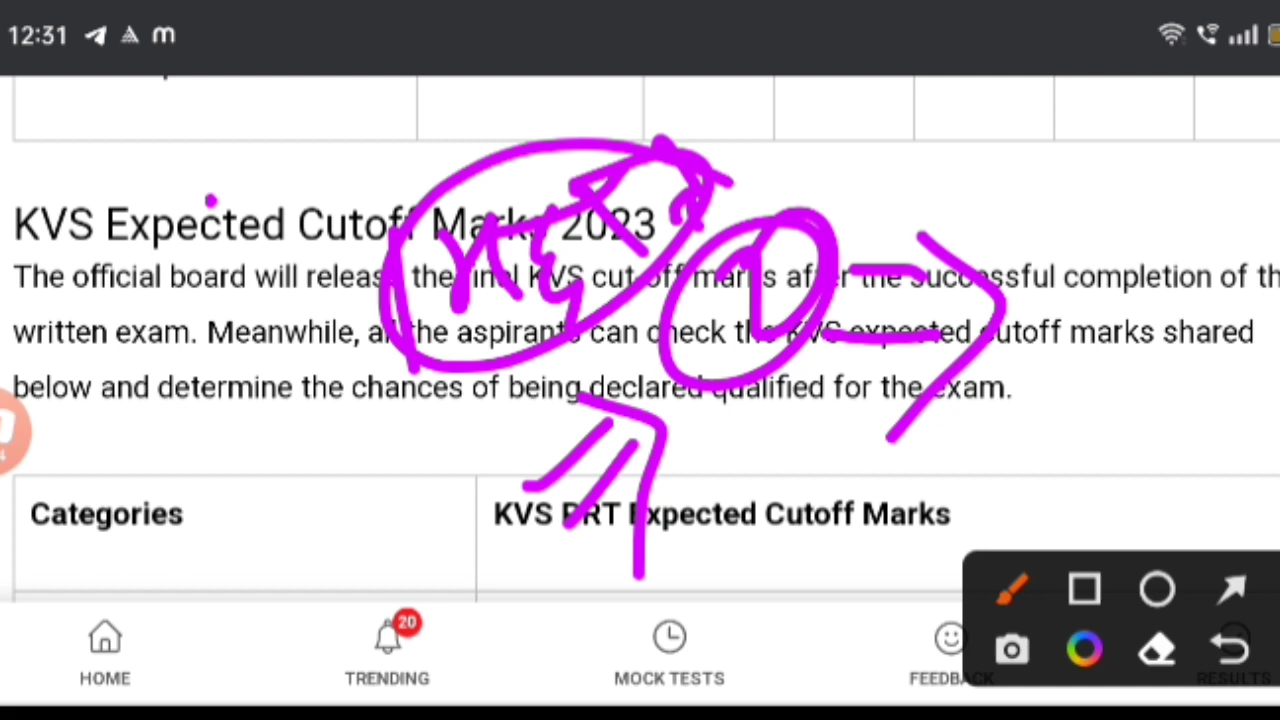 12:31
KVS Expected Cutoff Marks 2023
The official board will release the final KVS cut-off marks after the successful completion of th
written exam. Meanwhile, all the aspirants can check the KVS expected cutoff marks shared
below and determine the chances of being declared qualified for the exam.
Categories
KVS PRT Expected Cutoff Marks
20
HOME
TRENDING
MOCK TESTS
FEEDBACK
RESULTS